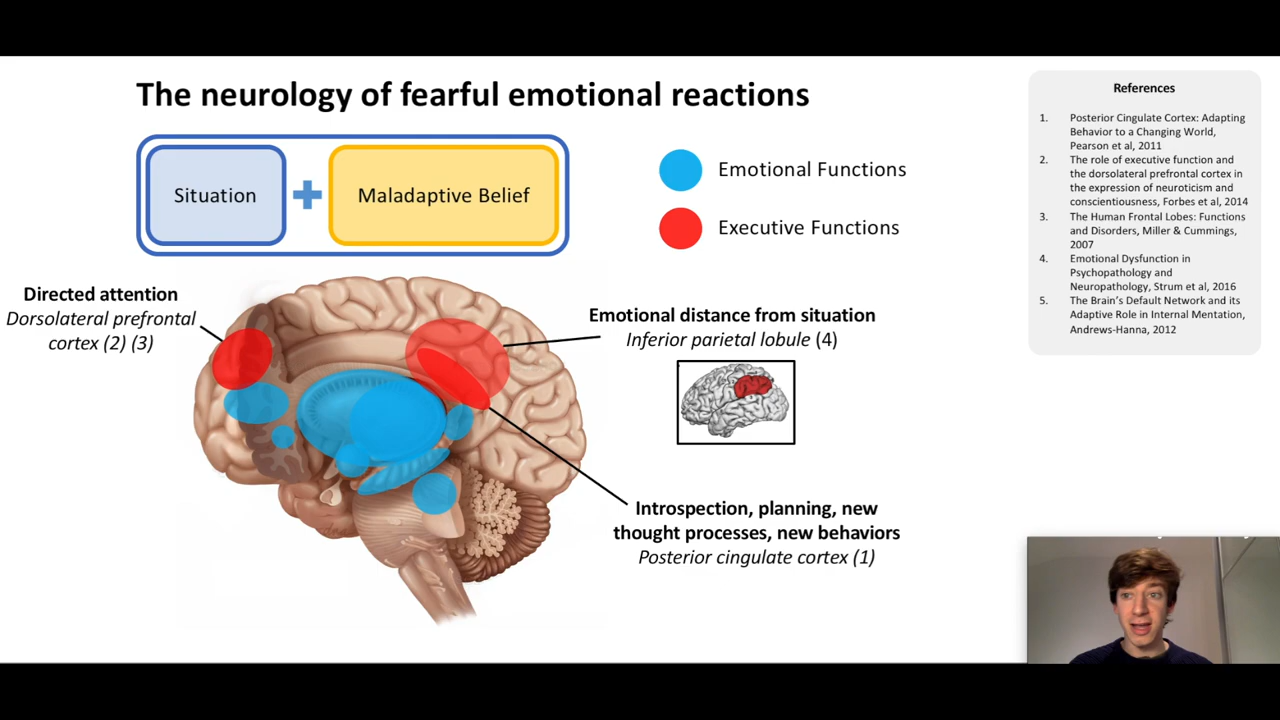 The neurology of fearful emotional reactions
Situation
Maladaptive Belief
Emotional Functions
Executive Functions
Directed attention
Dorsolateral prefrontal
cortex (2) (3)
Emotional distance from situation
Inferior parietal lobule (4)
Introspection, planning, new
thought processes, new behaviors
Posterior cingulate cortex (1)
References
1. Posterior Cingulate Cortex: Adapting
Behavior to a Changing World,
Pearson et al, 2011
2. The role of executive function and
the dorsolateral prefrontal cortex in
the expression of neuroticism and
conscientiousness, Forbes et al, 2014
3. The Human Frontal Lobes: Functions
and Disorders, Miller & Cummings,
2007
4. Emotional Dysfunction in
Psychopathology and
Neuropathology, Strum et al, 2016
5. The Brain's Default Network and its
Adaptive Role in Internal Mentation,
Andrews-Hanna, 2012